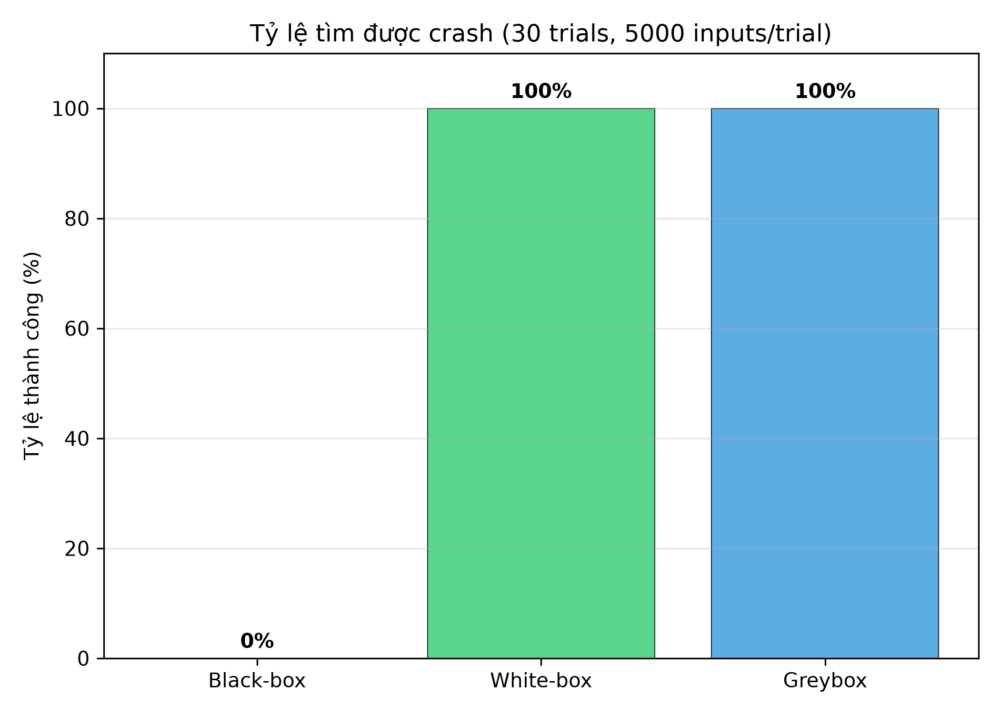 Tỷ lệ tìm được crash (30 trials, 5000 inputs/trial)
Tỷ lệ thành công (%)
100% 100%
100
80
60
40
20
0%
0
Black-box White-box Greybox